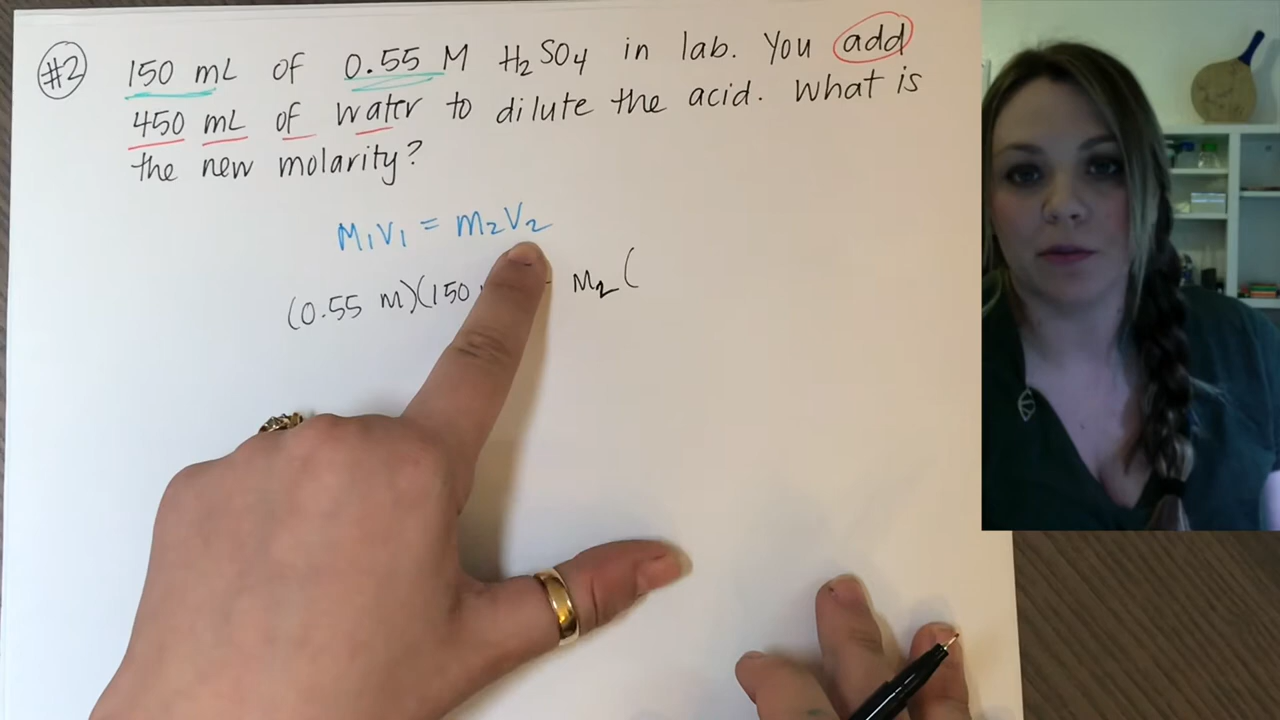 #2 150 mL of 0.55 M H₂SO₄ in lab. You add
450 mL of water to dilute the acid. What is
the new molarity?
M₁V₁ = M₂V₂
(0.55 M)(150 M₂(